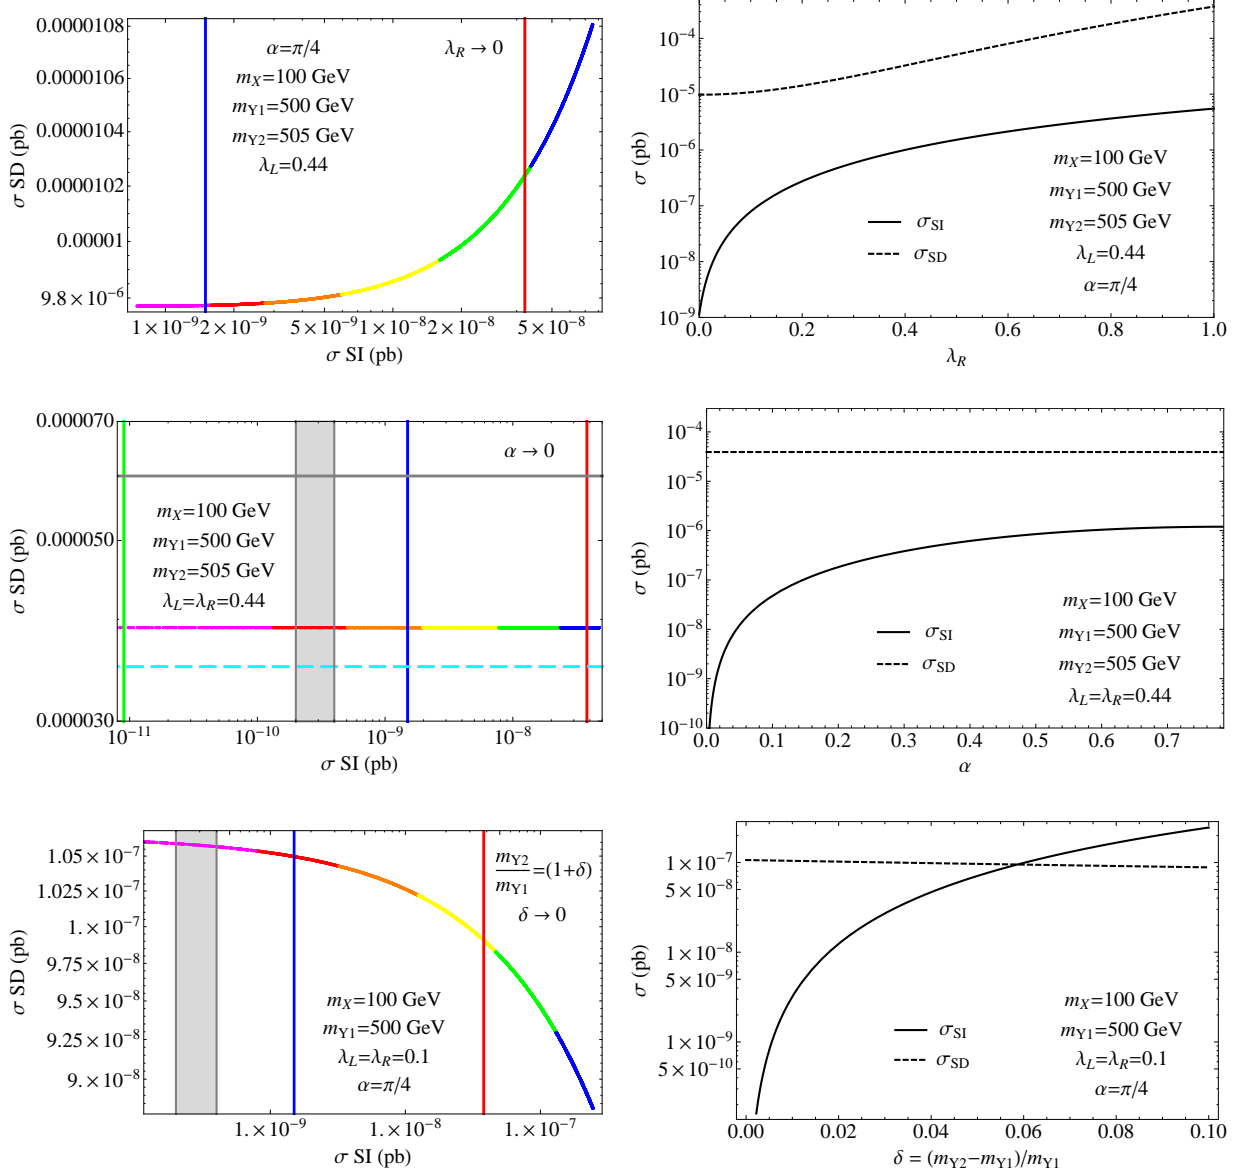 0.0000108
0.0000106
0.0000104
0.0000102
0.00001
9.8×10⁻⁶
σ SD (pb)
α=π/4
m_X=100 GeV
m_Y1=500 GeV
m_Y2=505 GeV
λ_L=0.44
λ_R → 0
1×10⁻⁹ 2×10⁻⁹ 5×10⁻⁹ 1×10⁻⁸ 2×10⁻⁸ 5×10⁻⁸
σ SI (pb)
10⁻⁴
10⁻⁵
10⁻⁶
10⁻⁷
10⁻⁸
10⁻⁹
σ (pb)
σ_SI
σ_SD
m_X=100 GeV
m_Y1=500 GeV
m_Y2=505 GeV
λ_L=0.44
α=π/4
0.0 0.2 0.4 0.6 0.8 1.0
λ_R
0.000070
0.000050
0.000030
σ SD (pb)
α → 0
m_X=100 GeV
m_Y1=500 GeV
m_Y2=505 GeV
λ_L=λ_R=0.44
10⁻¹¹ 10⁻¹⁰ 10⁻⁹ 10⁻⁸
σ SI (pb)
10⁻⁴
10⁻⁵
10⁻⁶
10⁻⁷
10⁻⁸
10⁻⁹
10⁻¹⁰
σ (pb)
σ_SI
σ_SD
m_X=100 GeV
m_Y1=500 GeV
m_Y2=505 GeV
λ_L=λ_R=0.44
0.0 0.1 0.2 0.3 0.4 0.5 0.6 0.7
α
1.05×10⁻⁷
1.025×10⁻⁷
1.×10⁻⁷
9.75×10⁻⁸
9.5×10⁻⁸
9.25×10⁻⁸
9.×10⁻⁸
σ SD (pb)
m_Y2/m_Y1=(1+δ)
δ → 0
m_X=100 GeV
m_Y1=500 GeV
λ_L=λ_R=0.1
α=π/4
1.×10⁻⁹ 1.×10⁻⁸ 1.×10⁻⁷
σ SI (pb)
1×10⁻⁷
5×10⁻⁸
1×10⁻⁸
5×10⁻⁹
1×10⁻⁹
5×10⁻¹⁰
σ (pb)
σ_SI
σ_SD
m_X=100 GeV
m_Y1=500 GeV
λ_L=λ_R=0.1
α=π/4
0.00 0.02 0.04 0.06 0.08 0.10
δ = (m_Y2−m_Y1)/m_Y1